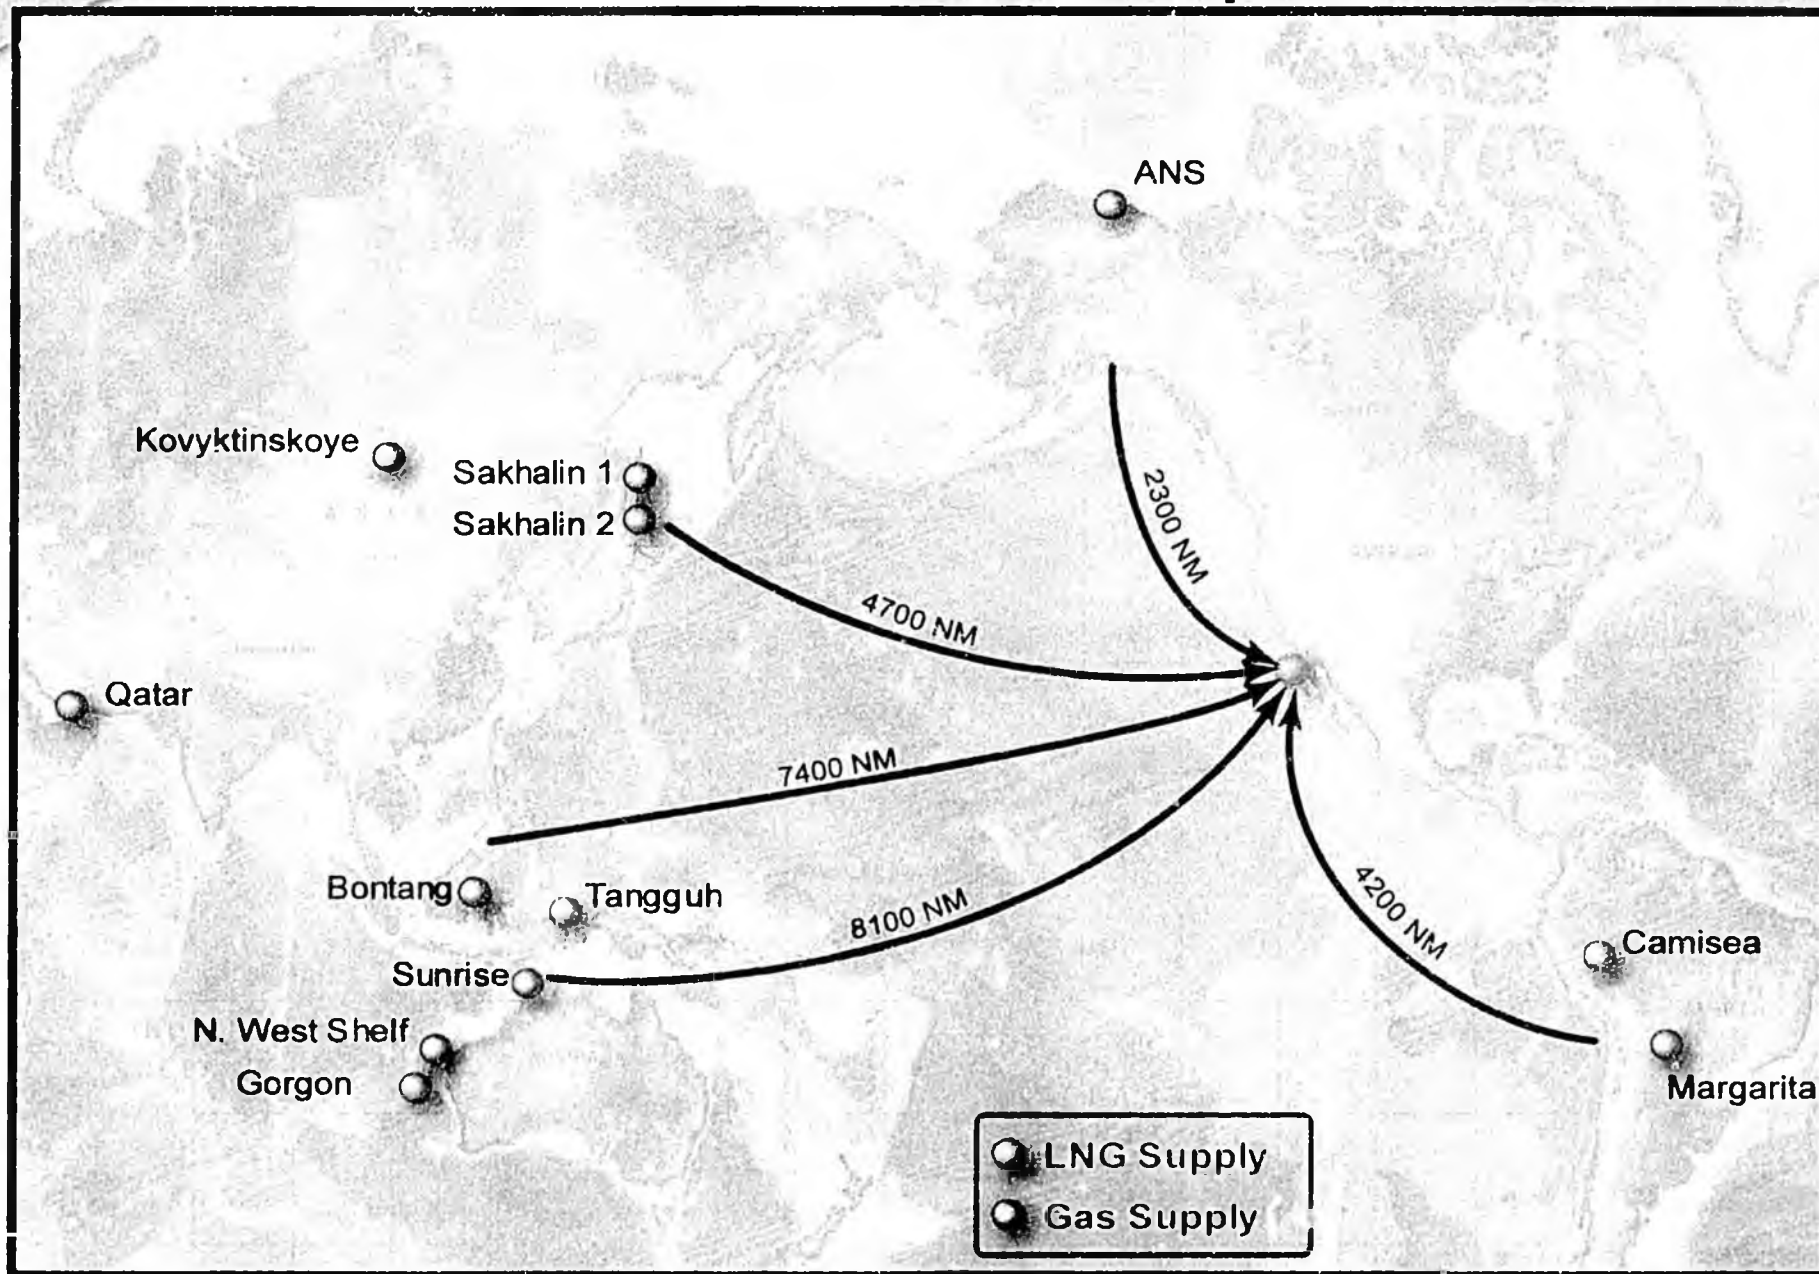 ANS
Kovyktinskoye
Sakhalin 1
Sakhalin 2
2300 NM
4700 NM
Qatar
7400 NM
Bontang
Tangguh
8100 NM
4200 NM
Camisea
Sunrise
N. West Shelf
Gorgon
Margarita
LNG Supply
Gas Supply